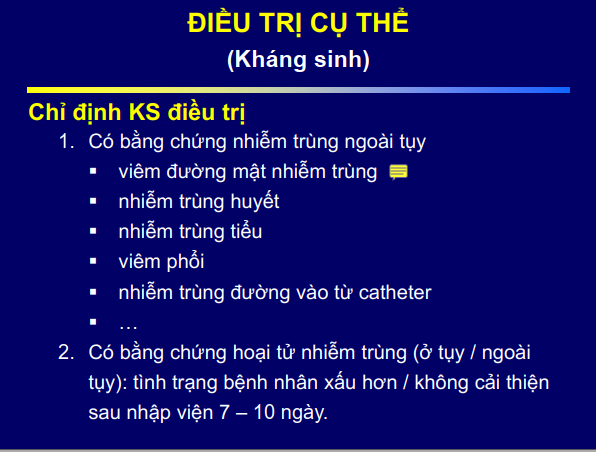 ĐIỀU TRỊ CỤ THỂ
(Kháng sinh)
Chỉ định KS điều trị
1. Có bằng chứng nhiễm trùng ngoài tụy
▪ viêm đường mật nhiễm trùng
▪ nhiễm trùng huyết
▪ nhiễm trùng tiểu
▪ viêm phổi
▪ nhiễm trùng đường vào từ catheter
▪ …
2. Có bằng chứng hoại tử nhiễm trùng (ở tụy / ngoài
tụy): tình trạng bệnh nhân xấu hơn / không cải thiện
sau nhập viện 7 – 10 ngày.